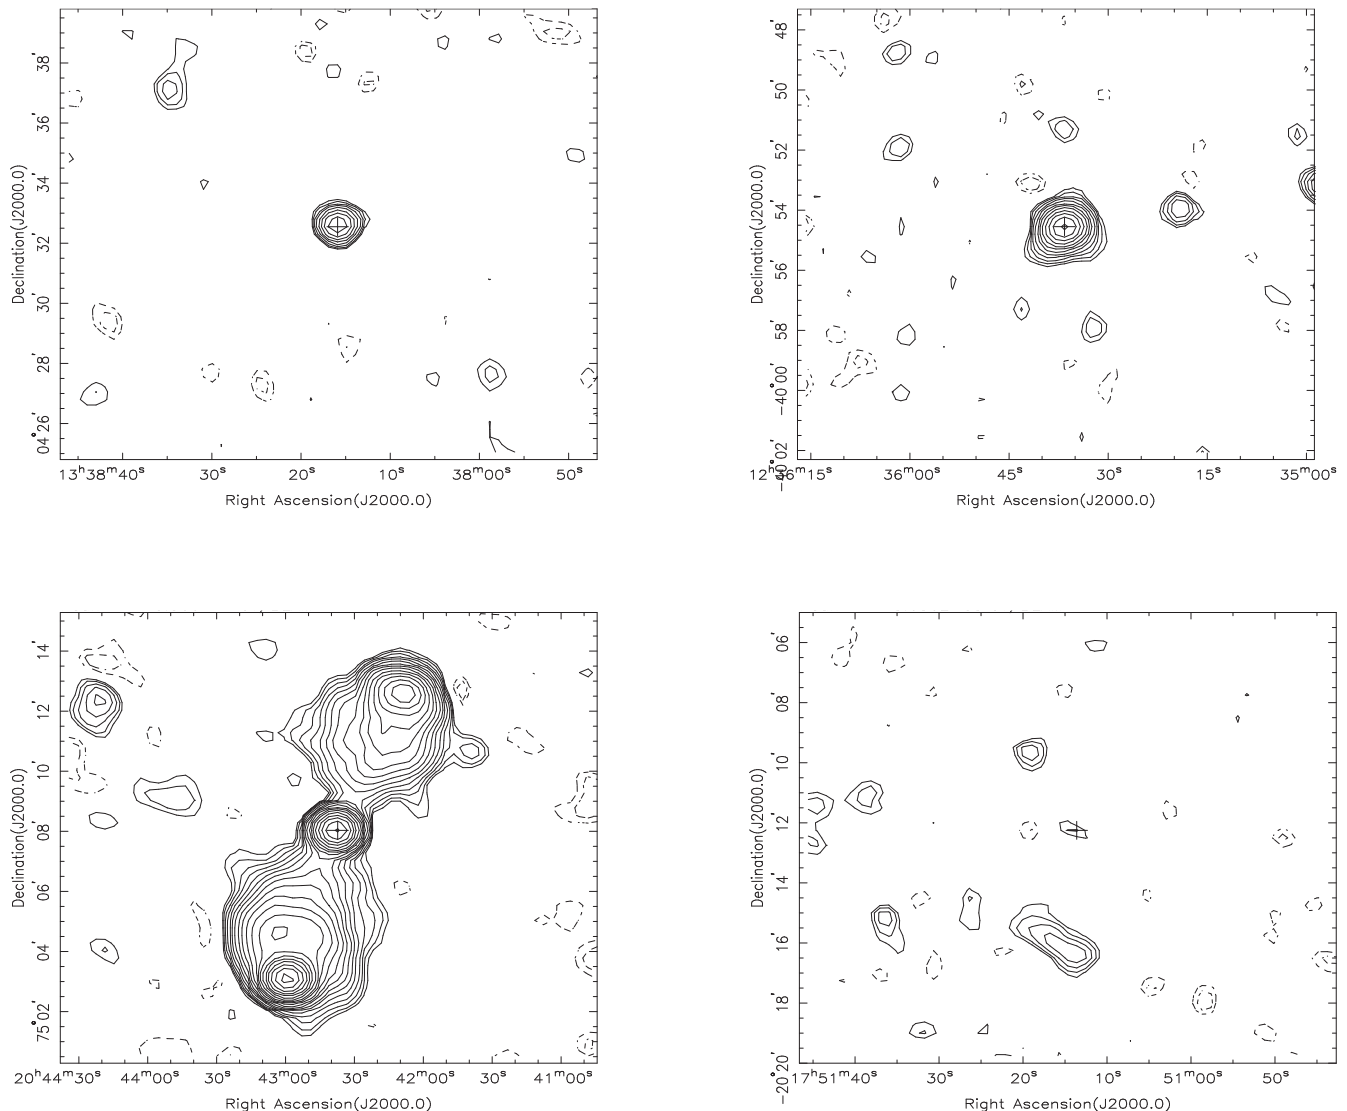 38'
36'
34'
32'
30'
28'
04°26'
Declination(J2000.0)
13ʰ38ᵐ40ˢ 30ˢ 20ˢ 10ˢ 38ᵐ00ˢ 50ˢ
Right Ascension(J2000.0)
48'
50'
52'
54'
56'
58'
−40°00'
−40°02'
Declination(J2000.0)
12ʰ36ᵐ15ˢ 36ᵐ00ˢ 45ˢ 30ˢ 15ˢ 35ᵐ00ˢ
Right Ascension(J2000.0)
14'
12'
10'
08'
06'
04'
75°02'
Declination(J2000.0)
20ʰ44ᵐ30ˢ 44ᵐ00ˢ 30ˢ 43ᵐ00ˢ 30ˢ 42ᵐ00ˢ 30ˢ 41ᵐ00ˢ
Right Ascension(J2000.0)
06'
08'
10'
12'
14'
16'
18'
−20°20'
Declination(J2000.0)
17ʰ51ᵐ40ˢ 30ˢ 20ˢ 10ˢ 51ᵐ00ˢ 50ˢ
Right Ascension(J2000.0)